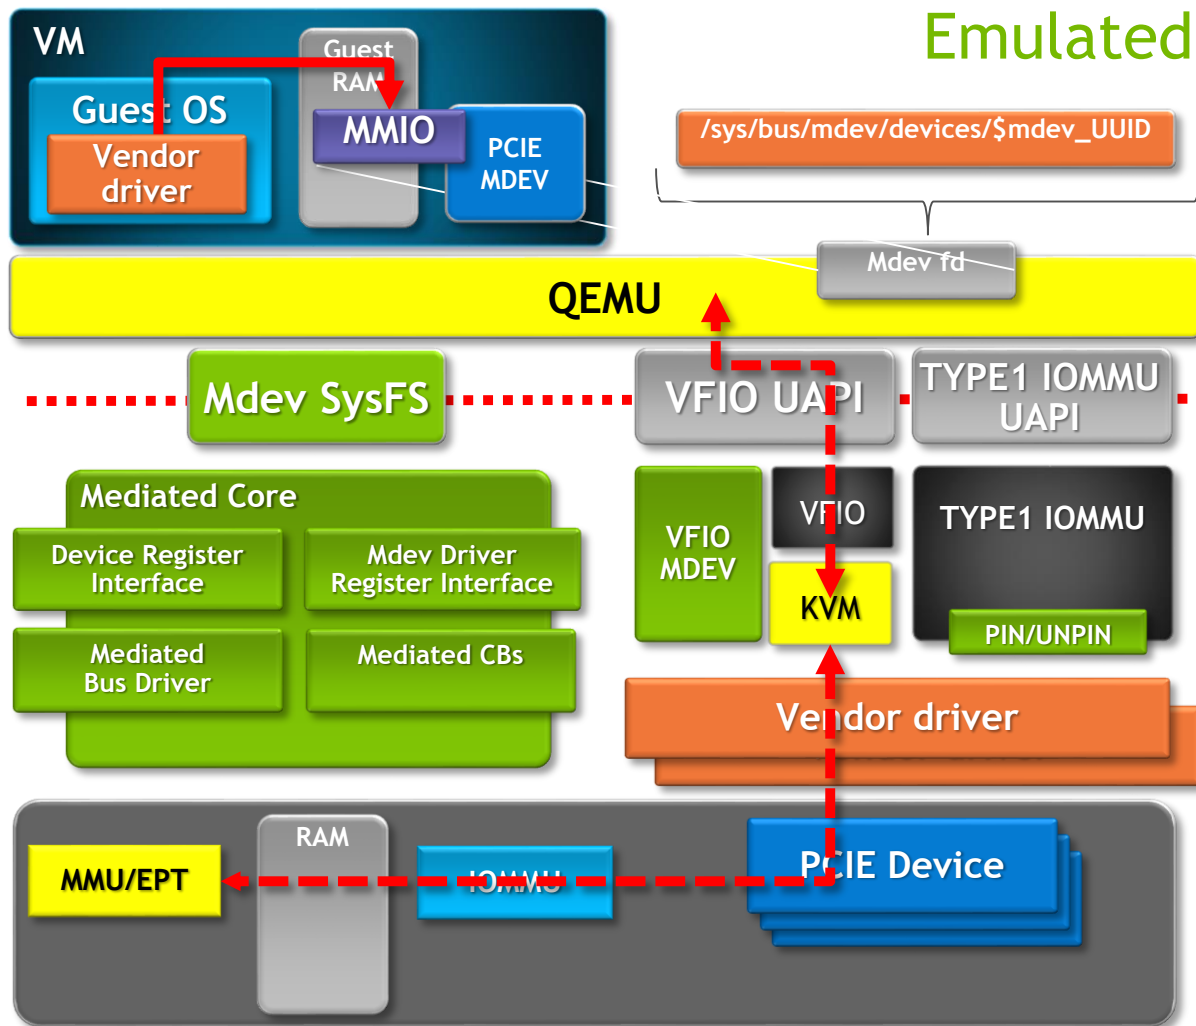 Emulated
VM
Guest
RAM
Guest OS
Vendor
driver
MMIO
PCIE
MDEV
/sys/bus/mdev/devices/$mdev_UUID
Mdev fd
QEMU
Mdev SysFS
VFIO UAPI
TYPE1 IOMMU
UAPI
Mediated Core
Device Register
Interface
Mdev Driver
Register Interface
Mediated
Bus Driver
Mediated CBs
VFIO
MDEV
VFIO
KVM
TYPE1 IOMMU
PIN/UNPIN
Vendor driver
RAM
MMU/EPT
IOMMU
PCIE Device